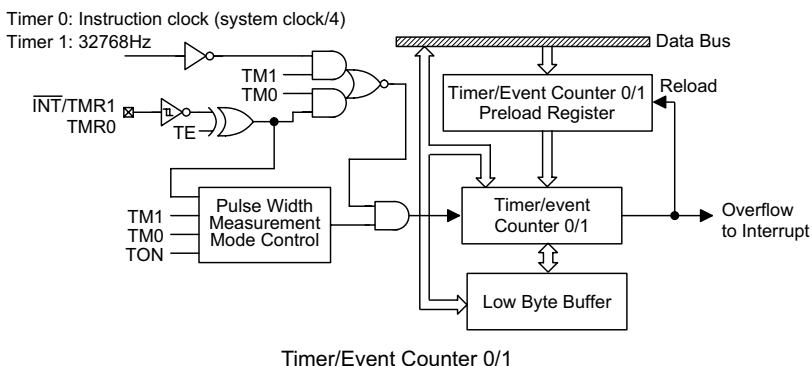 Timer 0: Instruction clock (system clock/4)
Timer 1: 32768Hz
TM1
TM0
INT/TMR1
TMR0
TE
Data Bus
Timer/Event Counter 0/1
Preload Register
Reload
TM1
TM0
TON
Pulse Width
Measurement
Mode Control
Timer/event
Counter 0/1
Overflow
to Interrupt
Low Byte Buffer
Timer/Event Counter 0/1